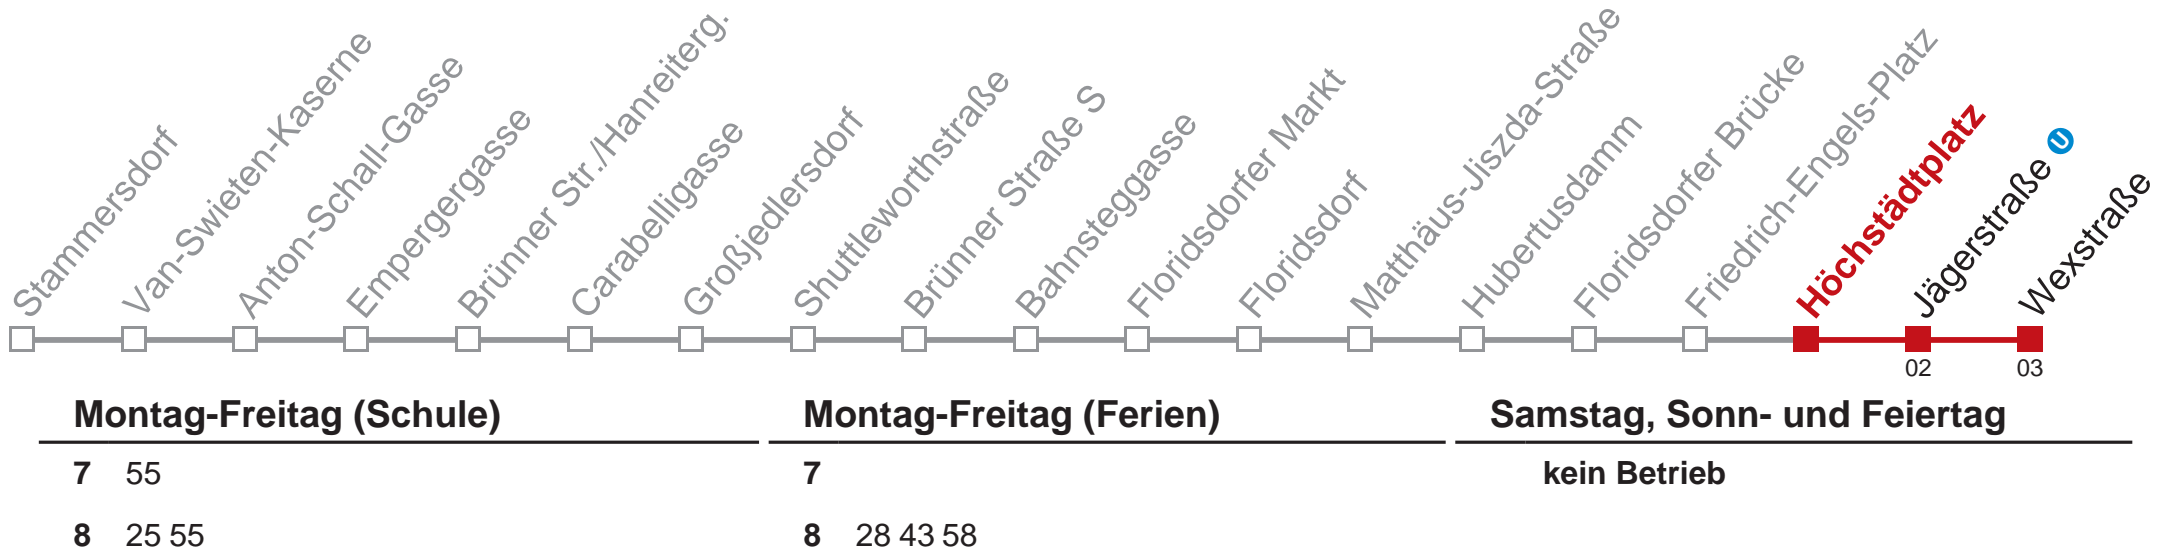 Stammersdorf
Van-Swieten-Kaserne
Anton-Schall-Gasse
Empergergasse
Brünner Str./Hanreiterg.
Carabelligasse
Großjedlersdorf
Shuttleworthstraße
Brünner Straße S
Bahnsteggasse
Floridsdorfer Markt
Floridsdorf
Matthäus-Jiszda-Straße
Hubertusdamm
Floridsdorfer Brücke
Friedrich-Engels-Platz
Höchstädtplatz
Jägerstraße U
Wexstraße
02 03
Montag-Freitag (Schule) Montag-Freitag (Ferien) Samstag, Sonn- und Feiertag
7 55 7 kein Betrieb
8 25 55 8 28 43 58